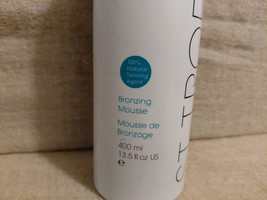 100%
Natural
Tanning
Agent
Bronzing
Mousse
Mousse de
Bronzage
400 ml
13.5 fl oz US
℮
ST.TROP